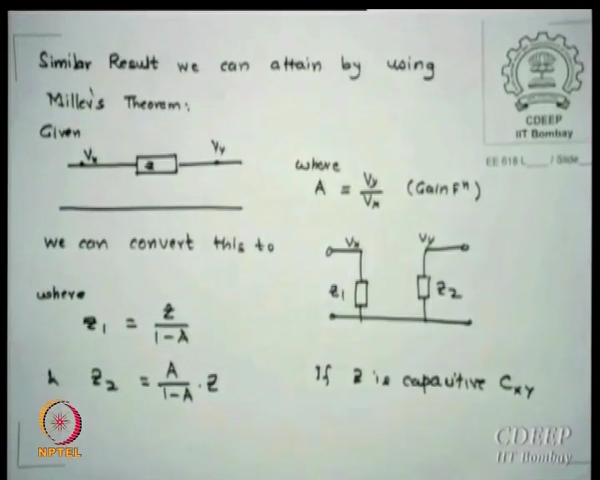 Similar Result we can attain by using
Miller's Theorem:
Given
Vx
Vy
z
where
A = Vy/Vx (Gain Fⁿ)
we can convert this to
Vx
Vy
z1
z2
where
z1 = z/(1-A)
& z2 = A/(1-A) . z
If z is capacitive Cxy
CDEEP
IIT Bombay
EE 618 L____ / Slide__
NPTEL
CDEEP
IIT Bombay